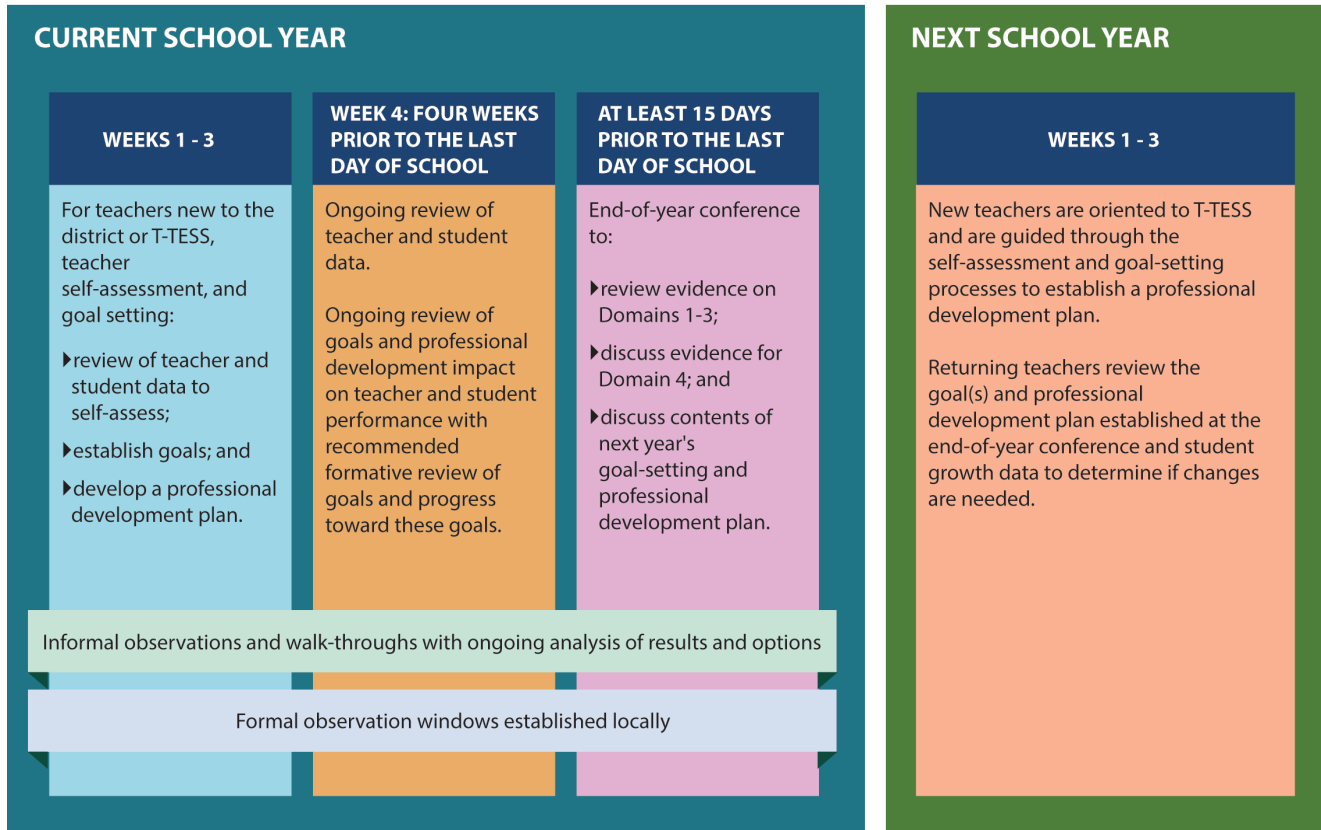 CURRENT SCHOOL YEAR
WEEKS 1 - 3
For teachers new to the
district or T-TESS,
teacher
self-assessment, and
goal setting:
review of teacher and
student data to
self-assess;
establish goals; and
develop a professional
development plan.
WEEK 4: FOUR WEEKS
PRIOR TO THE LAST
DAY OF SCHOOL
Ongoing review of
teacher and student
data.
Ongoing review of
goals and professional
development impact
on teacher and student
performance with
recommended
formative review of
goals and progress
toward these goals.
AT LEAST 15 DAYS
PRIOR TO THE LAST
DAY OF SCHOOL
End-of-year conference
to:
review evidence on
Domains 1-3;
discuss evidence for
Domain 4; and
discuss contents of
next year's
goal-setting and
professional
development plan.
Informal observations and walk-throughs with ongoing analysis of results and options
Formal observation windows established locally
NEXT SCHOOL YEAR
WEEKS 1 - 3
New teachers are oriented to T-TESS
and are guided through the
self-assessment and goal-setting
processes to establish a professional
development plan.
Returning teachers review the
goal(s) and professional
development plan established at the
end-of-year conference and student
growth data to determine if changes
are needed.